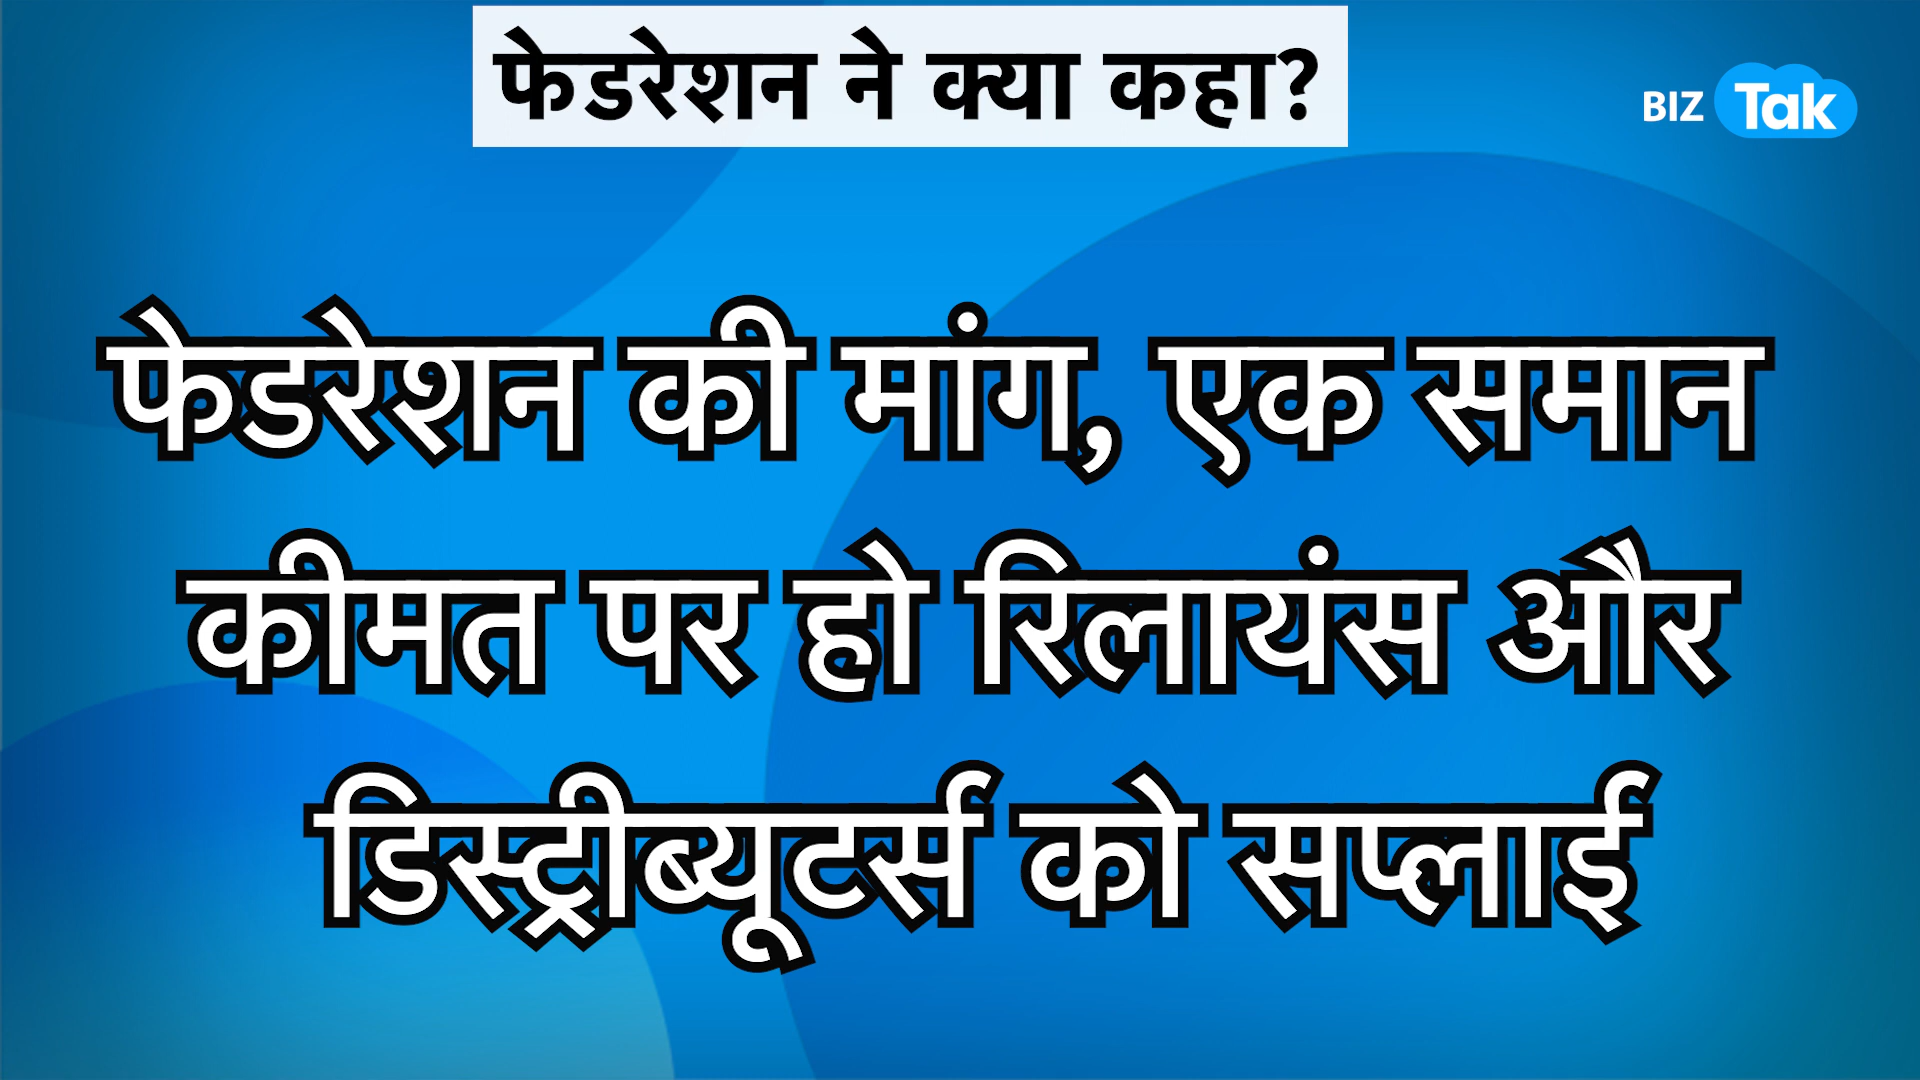 फेडरेशन ने क्या कहा?
BIZ Tak
फेडरेशन की मांग, एक समान
कीमत पर हो रिलायंस और
डिस्ट्रीब्यूटर्स को सप्लाई